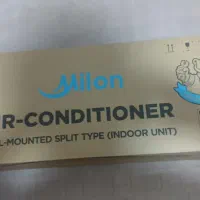 Milon
R-CONDITIONER
L-MOUNTED SPLIT TYPE (INDOOR UNIT)